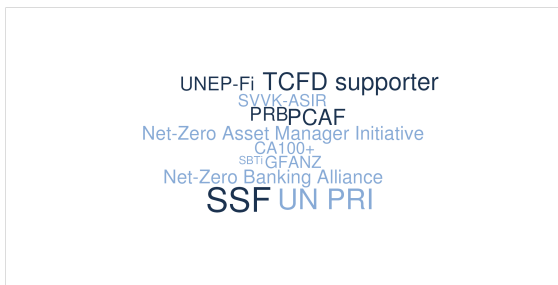 UNEP-Fi TCFD supporter
SVVK-ASIR
PRB PCAF
Net-Zero Asset Manager Initiative
CA100+
SBTi GFANZ
Net-Zero Banking Alliance
SSF UN PRI